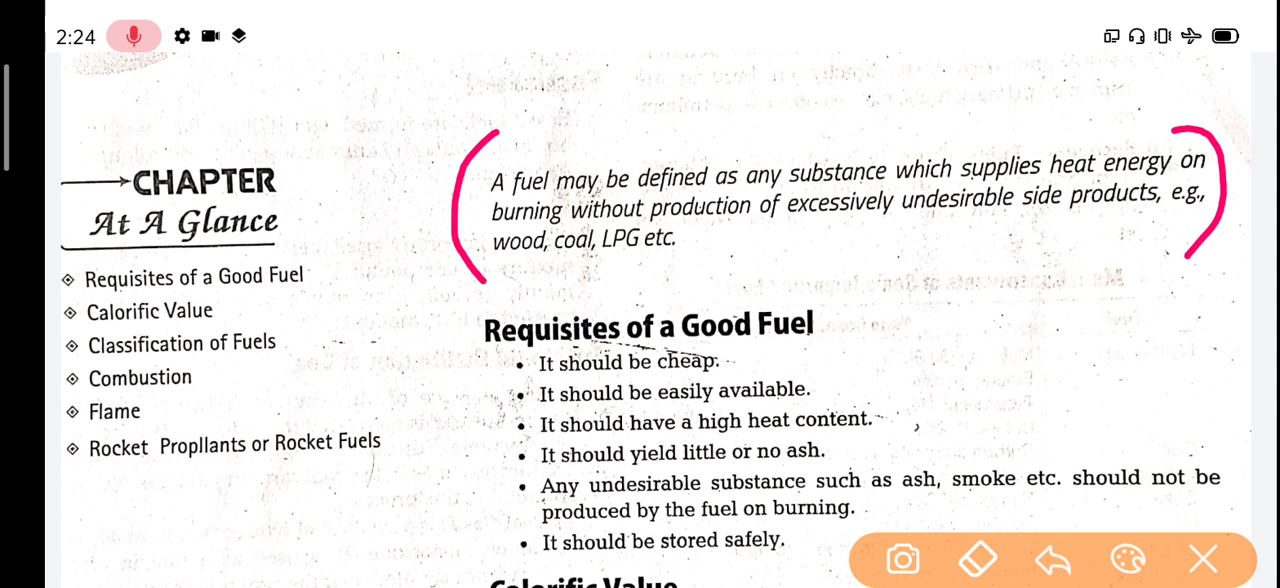 2:24
CHAPTER
At A Glance
Requisites of a Good Fuel
Calorific Value
Classification of Fuels
Combustion
Flame
Rocket Propllants or Rocket Fuels
A fuel may be defined as any substance which supplies heat energy on
burning without production of excessively undesirable side products, e.g.,
wood, coal, LPG etc.
Requisites of a Good Fuel
• It should be cheap.
• It should be easily available.
• It should have a high heat content.
• It should yield little or no ash.
• Any undesirable substance such as ash, smoke etc. should not be
produced by the fuel on burning.
• It should be stored safely.
Calorific Value